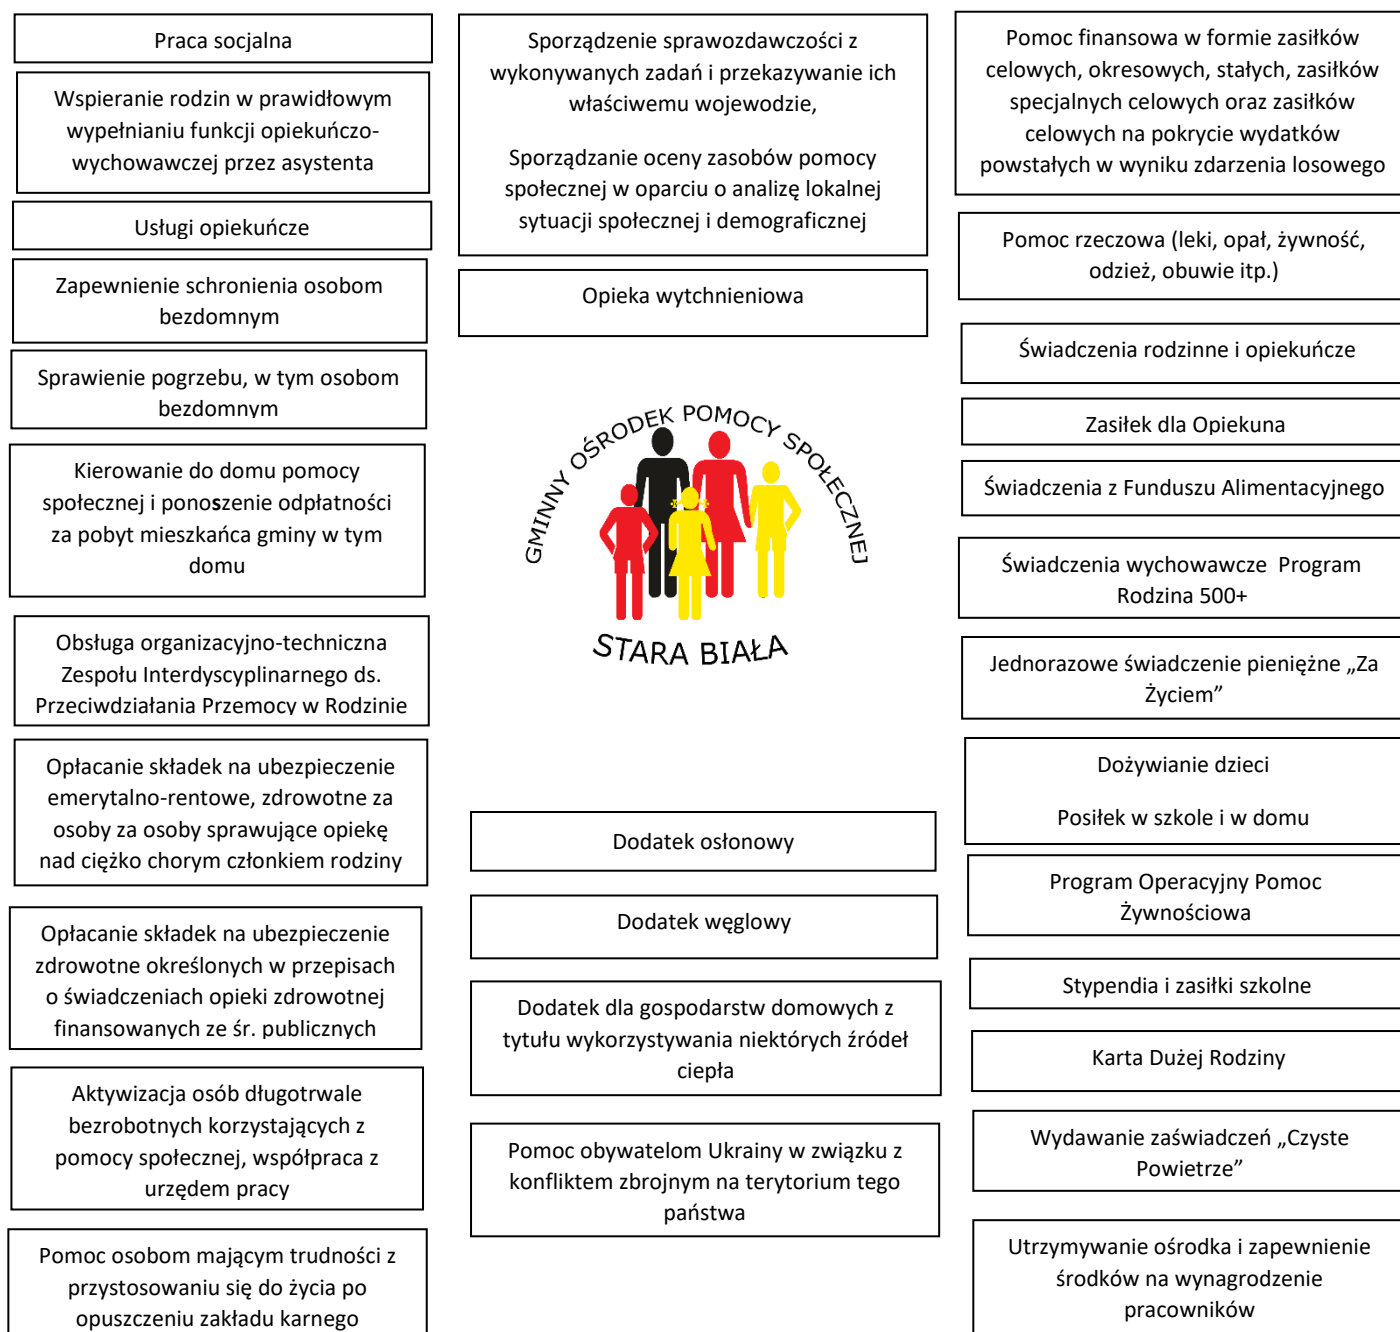 Praca socjalna
Wspieranie rodzin w prawidłowym
wypełnianiu funkcji opiekuńczo-
wychowawczej przez asystenta
Usługi opiekuńcze
Zapewnienie schronienia osobom
bezdomnym
Sprawienie pogrzebu, w tym osobom
bezdomnym
Kierowanie do domu pomocy
społecznej i ponoszenie odpłatności
za pobyt mieszkańca gminy w tym
domu
Obsługa organizacyjno-techniczna
Zespołu Interdyscyplinarnego ds.
Przeciwdziałania Przemocy w Rodzinie
Opłacanie składek na ubezpieczenie
emerytalno-rentowe, zdrowotne za
osoby za osoby sprawujące opiekę
nad ciężko chorym członkiem rodziny
Opłacanie składek na ubezpieczenie
zdrowotne określonych w przepisach
o świadczeniach opieki zdrowotnej
finansowanych ze śr. publicznych
Aktywizacja osób długotrwale
bezrobotnych korzystających z
pomocy społecznej, współpraca z
urzędem pracy
Pomoc osobom mającym trudności z
przystosowaniu się do życia po
opuszczeniu zakładu karnego
Sporządzenie sprawozdawczości z
wykonywanych zadań i przekazywanie ich
właściwemu wojewodzie,
Sporządzanie oceny zasobów pomocy
społecznej w oparciu o analizę lokalnej
sytuacji społecznej i demograficznej
Opieka wytchnieniowa
GMINNY OŚRODEK POMOCY SPOŁECZNEJ
STARA BIAŁA
Dodatek osłonowy
Dodatek węglowy
Dodatek dla gospodarstw domowych z
tytułu wykorzystywania niektórych źródeł
ciepła
Pomoc obywatelom Ukrainy w związku z
konfliktem zbrojnym na terytorium tego
państwa
Pomoc finansowa w formie zasiłków
celowych, okresowych, stałych, zasiłków
specjalnych celowych oraz zasiłków
celowych na pokrycie wydatków
powstałych w wyniku zdarzenia losowego
Pomoc rzeczowa (leki, opał, żywność,
odzież, obuwie itp.)
Świadczenia rodzinne i opiekuńcze
Zasiłek dla Opiekuna
Świadczenia z Funduszu Alimentacyjnego
Świadczenia wychowawcze  Program
Rodzina 500+
Jednorazowe świadczenie pieniężne „Za
Życiem”
Dożywianie dzieci
Posiłek w szkole i w domu
Program Operacyjny Pomoc
Żywnościowa
Stypendia i zasiłki szkolne
Karta Dużej Rodziny
Wydawanie zaświadczeń „Czyste
Powietrze”
Utrzymywanie ośrodka i zapewnienie
środków na wynagrodzenie
pracowników